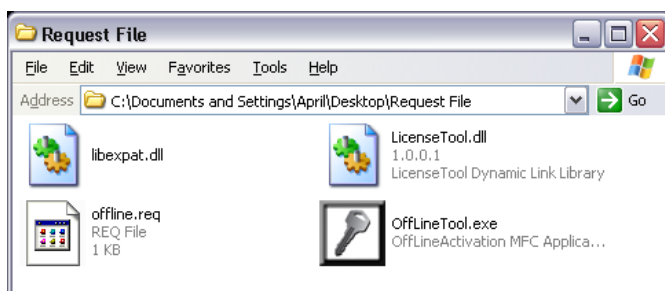 Request File
File Edit View Favorites Tools Help
Address C:\Documents and Settings\April\Desktop\Request File Go
libexpat.dll
LicenseTool.dll
1.0.0.1
LicenseTool Dynamic Link Library
offline.req
REQ File
1 KB
OffLineTool.exe
OffLineActivation MFC Applica...